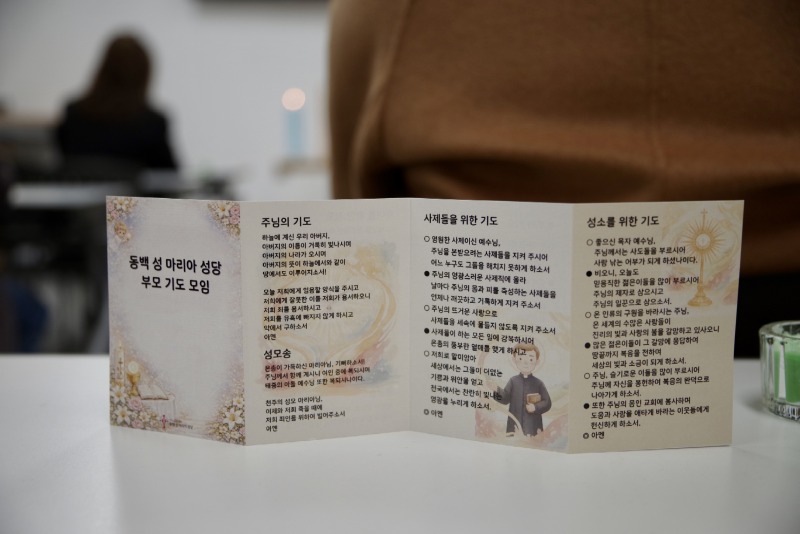 동백 성 마리아 성당
부모 기도 모임
주님의 기도
하늘에 계신 우리 아버지,
아버지의 이름이 거룩히 빛나시며
아버지의 나라가 오시며
아버지의 뜻이 하늘에서와 같이
땅에서도 이루어지소서!
오늘 저희에게 일용할 양식을 주시고
저희에게 잘못한 이를 저희가 용서하오니
저희 죄를 용서하시고
저희를 유혹에 빠지지 않게 하시고
악에서 구하소서
아멘
성모송
은총이 가득하신 마리아님, 기뻐하소서!
주님께서 함께 계시니 여인 중에 복되시며
태중의 아들 예수님 또한 복되시나이다.
천주의 성모 마리아님,
이제와 저희 죽을 때에
저희 죄인을 위하여 빌어주소서
아멘
사제들을 위한 기도
○ 영원한 사제이신 예수님,
주님을 본받으려는 사제들을 지켜 주시어
어느 누구도 그들을 해치지 못하게 하소서
● 주님의 영광스러운 사제직에 올라
날마다 주님의 몸과 피를 축성하는 사제들을
언제나 깨끗하고 거룩하게 지켜 주소서
○ 주님의 뜨거운 사랑으로
사제들을 세속에 물들지 않도록 지켜 주소서
● 사제들이 하는 모든 일에 강복하시어
은총의 풍부한 열매를 맺게 하시고
○ 저희로 말미암아
세상에서는 그들이 더없는
기쁨과 위안을 얻고
천국에서는 찬란히 빛나는
영광을 누리게 하소서.
◎ 아멘
성소를 위한 기도
○ 좋으신 목자 예수님,
주님께서는 사도들을 부르시어
사람 낚는 어부가 되게 하셨나이다.
● 비오니, 오늘도
믿음직한 젊은이들을 많이 부르시어
주님의 제자로 삼으시고
주님의 일꾼으로 삼으소서.
○ 온 인류의 구원을 바라시는 주님,
온 세계의 수많은 사람들이
진리의 빛과 사랑의 불을 갈망하고 있사오니
● 많은 젊은이들이 그 갈망에 응답하여
땅끝까지 복음을 전하며
세상의 빛과 소금이 되게 하소서.
○ 주님, 슬기로운 이들을 많이 부르시어
주님께 자신을 봉헌하여 복음의 완덕으로
나아가게 하소서.
● 또한 주님의 몸인 교회에 봉사하며
도움과 사랑을 애타게 바라는 이웃들에게
헌신하게 하소서.
◎ 아멘